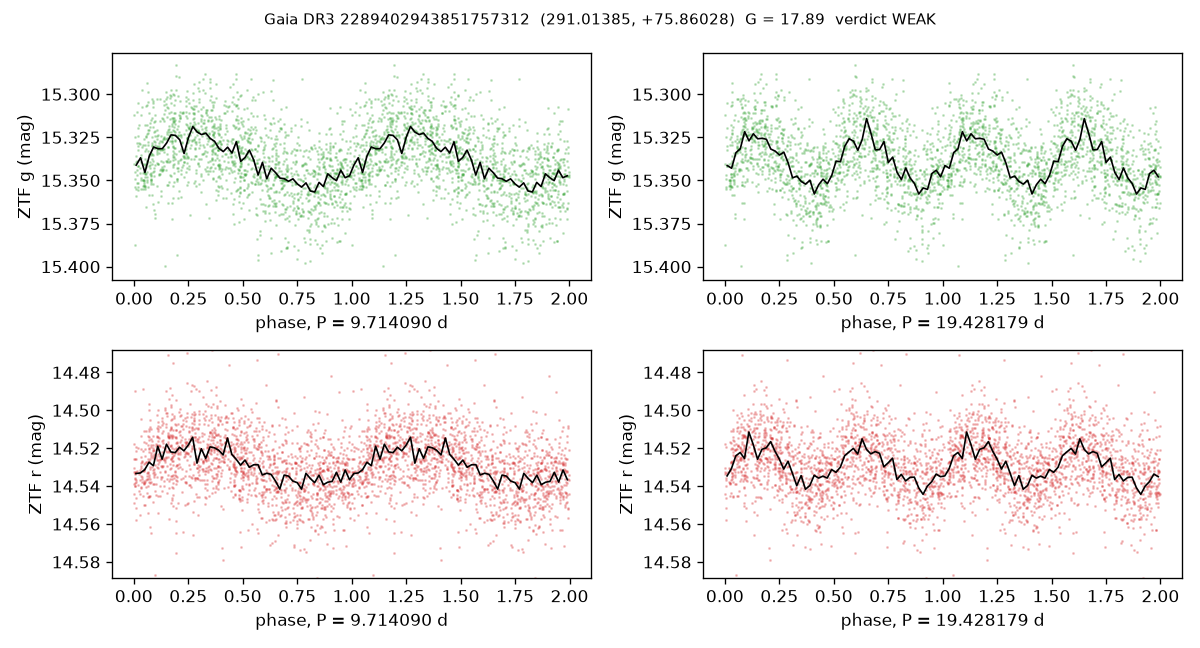 Gaia DR3 2289402943851757312  (291.01385, +75.86028)  G = 17.89  verdict WEAK
ZTF g (mag)
15.300
15.325
15.350
15.375
15.400
0.00 0.25 0.50 0.75 1.00 1.25 1.50 1.75 2.00
phase, P = 9.714090 d
ZTF g (mag)
15.300
15.325
15.350
15.375
15.400
0.00 0.25 0.50 0.75 1.00 1.25 1.50 1.75 2.00
phase, P = 19.428179 d
ZTF r (mag)
14.48
14.50
14.52
14.54
14.56
14.58
0.00 0.25 0.50 0.75 1.00 1.25 1.50 1.75 2.00
phase, P = 9.714090 d
ZTF r (mag)
14.48
14.50
14.52
14.54
14.56
14.58
0.00 0.25 0.50 0.75 1.00 1.25 1.50 1.75 2.00
phase, P = 19.428179 d